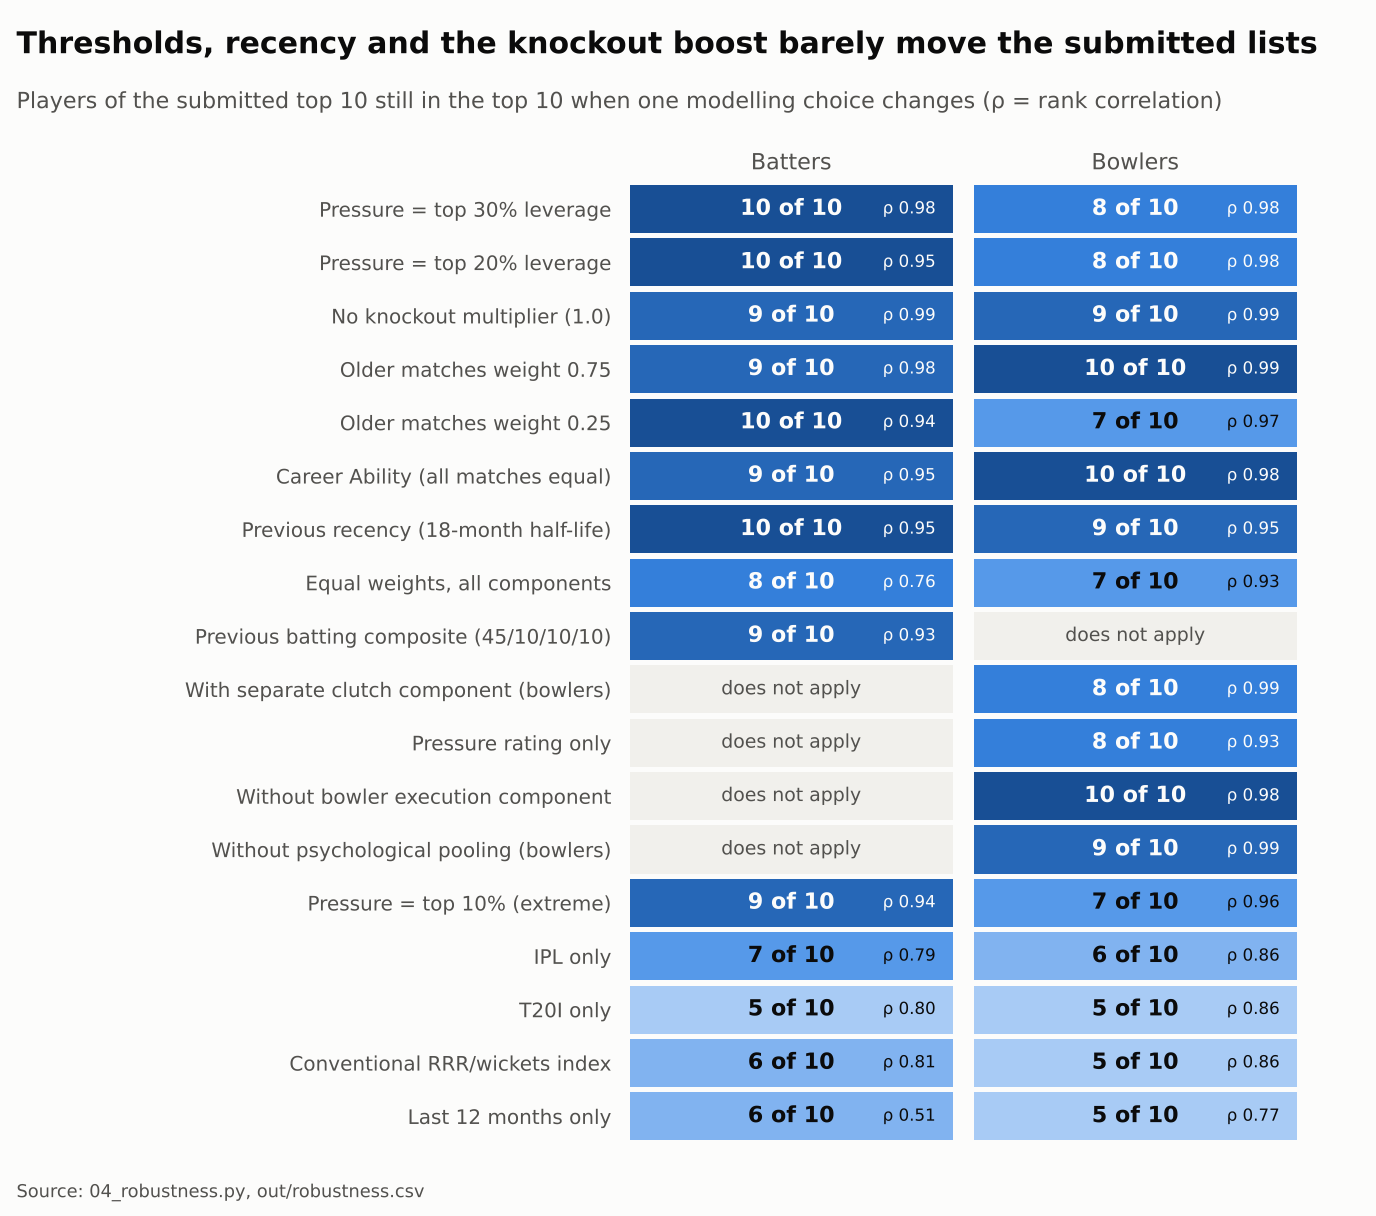 Thresholds, recency and the knockout boost barely move the submitted lists
Players of the submitted top 10 still in the top 10 when one modelling choice changes (ρ = rank correlation)
Batters Bowlers
Pressure = top 30% leverage 10 of 10 ρ 0.98 8 of 10 ρ 0.98
Pressure = top 20% leverage 10 of 10 ρ 0.95 8 of 10 ρ 0.98
No knockout multiplier (1.0) 9 of 10 ρ 0.99 9 of 10 ρ 0.99
Older matches weight 0.75 9 of 10 ρ 0.98 10 of 10 ρ 0.99
Older matches weight 0.25 10 of 10 ρ 0.94 7 of 10 ρ 0.97
Career Ability (all matches equal) 9 of 10 ρ 0.95 10 of 10 ρ 0.98
Previous recency (18-month half-life) 10 of 10 ρ 0.95 9 of 10 ρ 0.95
Equal weights, all components 8 of 10 ρ 0.76 7 of 10 ρ 0.93
Previous batting composite (45/10/10/10) 9 of 10 ρ 0.93 does not apply
With separate clutch component (bowlers) does not apply 8 of 10 ρ 0.99
Pressure rating only does not apply 8 of 10 ρ 0.93
Without bowler execution component does not apply 10 of 10 ρ 0.98
Without psychological pooling (bowlers) does not apply 9 of 10 ρ 0.99
Pressure = top 10% (extreme) 9 of 10 ρ 0.94 7 of 10 ρ 0.96
IPL only 7 of 10 ρ 0.79 6 of 10 ρ 0.86
T20I only 5 of 10 ρ 0.80 5 of 10 ρ 0.86
Conventional RRR/wickets index 6 of 10 ρ 0.81 5 of 10 ρ 0.86
Last 12 months only 6 of 10 ρ 0.51 5 of 10 ρ 0.77
Source: 04_robustness.py, out/robustness.csv